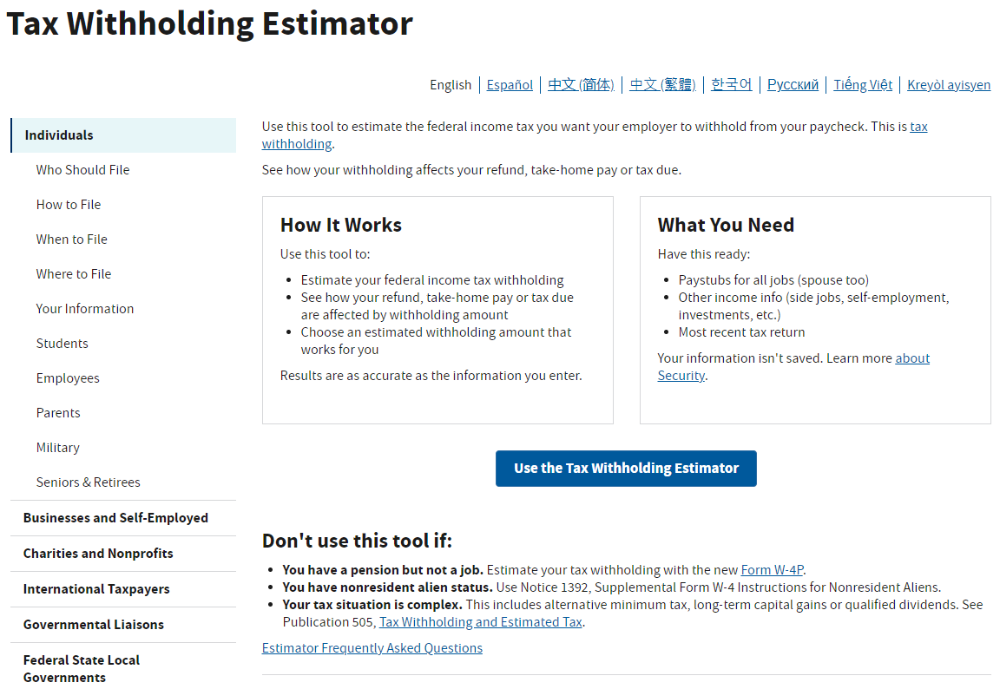 Tax Withholding Estimator
English Español 中文 (简体) 中文 (繁體) 한국어 Русский Tiếng Việt Kreyòl ayisyen
Individuals
Who Should File
How to File
When to File
Where to File
Your Information
Students
Employees
Parents
Military
Seniors & Retirees
Businesses and Self-Employed
Charities and Nonprofits
International Taxpayers
Governmental Liaisons
Federal State Local
Governments
Use this tool to estimate the federal income tax you want your employer to withhold from your paycheck. This is tax
withholding.
See how your withholding affects your refund, take-home pay or tax due.
How It Works
Use this tool to:
• Estimate your federal income tax withholding
• See how your refund, take-home pay or tax due
are affected by withholding amount
• Choose an estimated withholding amount that
works for you
Results are as accurate as the information you enter.
What You Need
Have this ready:
• Paystubs for all jobs (spouse too)
• Other income info (side jobs, self-employment,
investments, etc.)
• Most recent tax return
Your information isn't saved. Learn more about
Security.
Use the Tax Withholding Estimator
Don't use this tool if:
• You have a pension but not a job. Estimate your tax withholding with the new Form W-4P.
• You have nonresident alien status. Use Notice 1392, Supplemental Form W-4 Instructions for Nonresident Aliens.
• Your tax situation is complex. This includes alternative minimum tax, long-term capital gains or qualified dividends. See
Publication 505, Tax Withholding and Estimated Tax.
Estimator Frequently Asked Questions